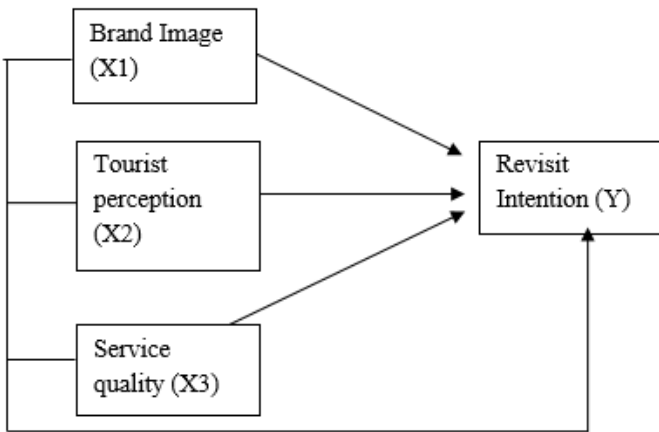 Brand Image
(X1)
Tourist
perception
(X2)
Revisit
Intention (Y)
Service
quality (X3)